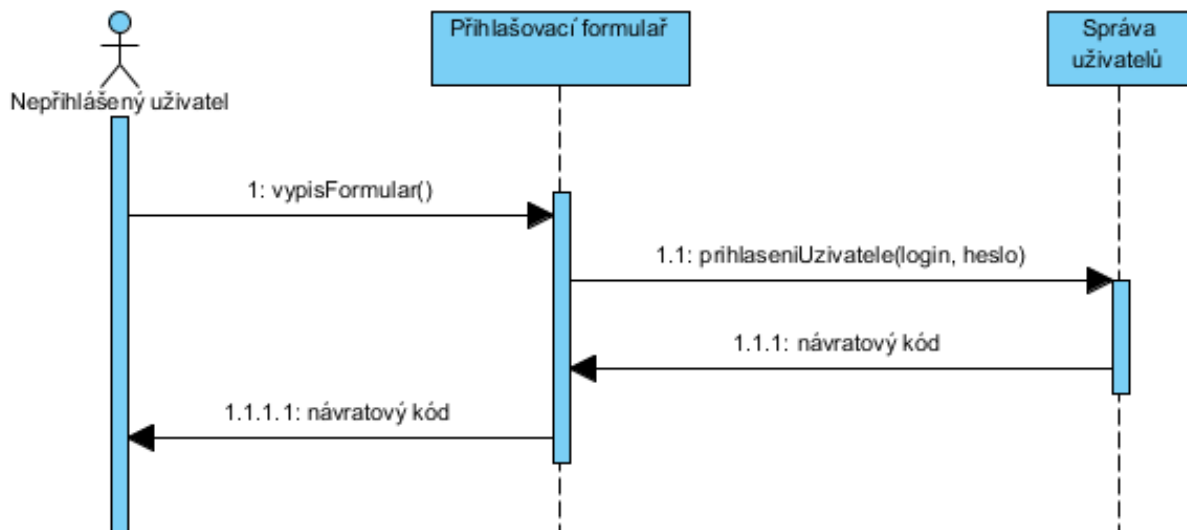 Přihlašovací formulař
Správa
uživatelů
Nepřihlášený uživatel
1: vypisFormular()
1.1: prihlaseniUzivatele(login, heslo)
1.1.1: návratový kód
1.1.1.1: návratový kód